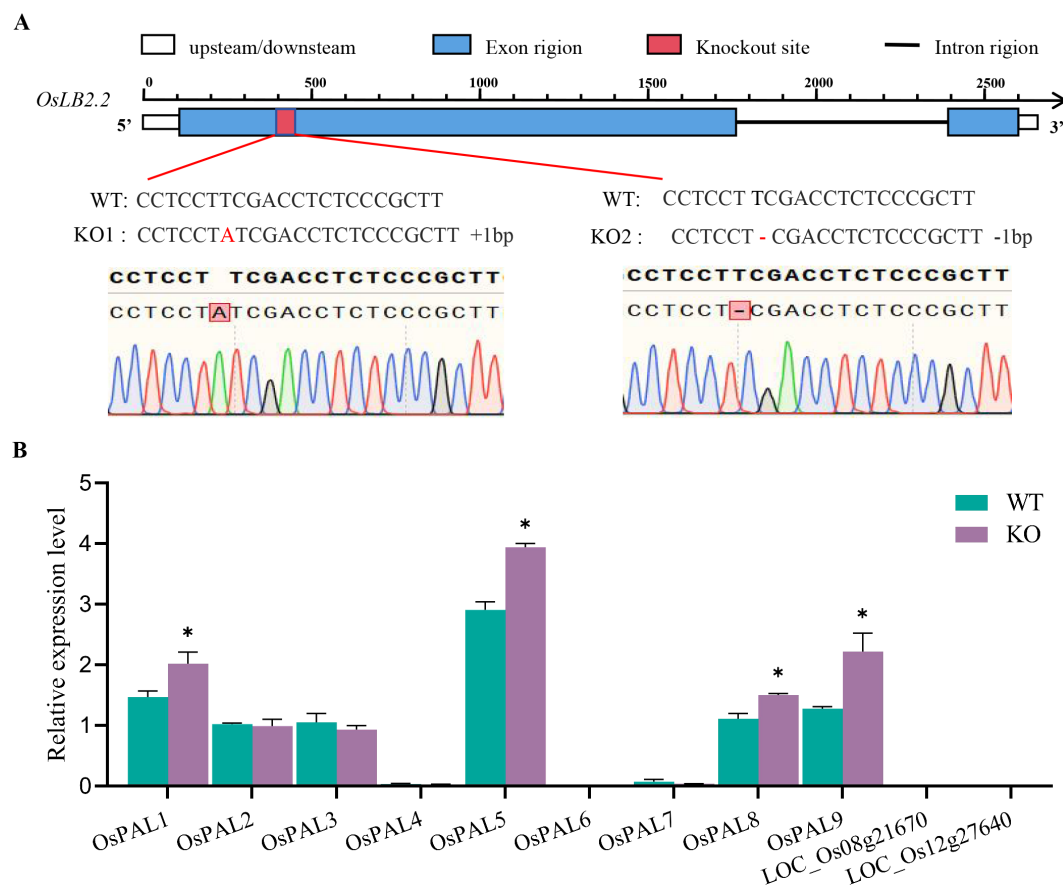 A
upsteam/downsteam Exon rigion Knockout site Intron rigion
0 500 1000 1500 2000 2500
OsLB2.2
5’ 3’
WT: CCTCCTTCGACCTCTCCCGCTT
KO1 : CCTCCTATCGACCTCTCCCGCTT +1bp
CCTCCT TCGACCTCTCCCGCTT
CCTCCTATCGACCTCTCCCGCTT
WT: CCTCCT TCGACCTCTCCCGCTT
KO2 : CCTCCT - CGACCTCTCCCGCTT -1bp
CCTCCTTCGACCTCTCCCGCTT
CCTCCT-CGACCTCTCCCGCTT
B
Relative expression level
5
4
3
2
1
0
WT
KO
*
*
*
*
OsPAL1
OsPAL2
OsPAL3
OsPAL4
OsPAL5
OsPAL6
OsPAL7
OsPAL8
OsPAL9
LOC_Os08g21670
LOC_Os12g27640